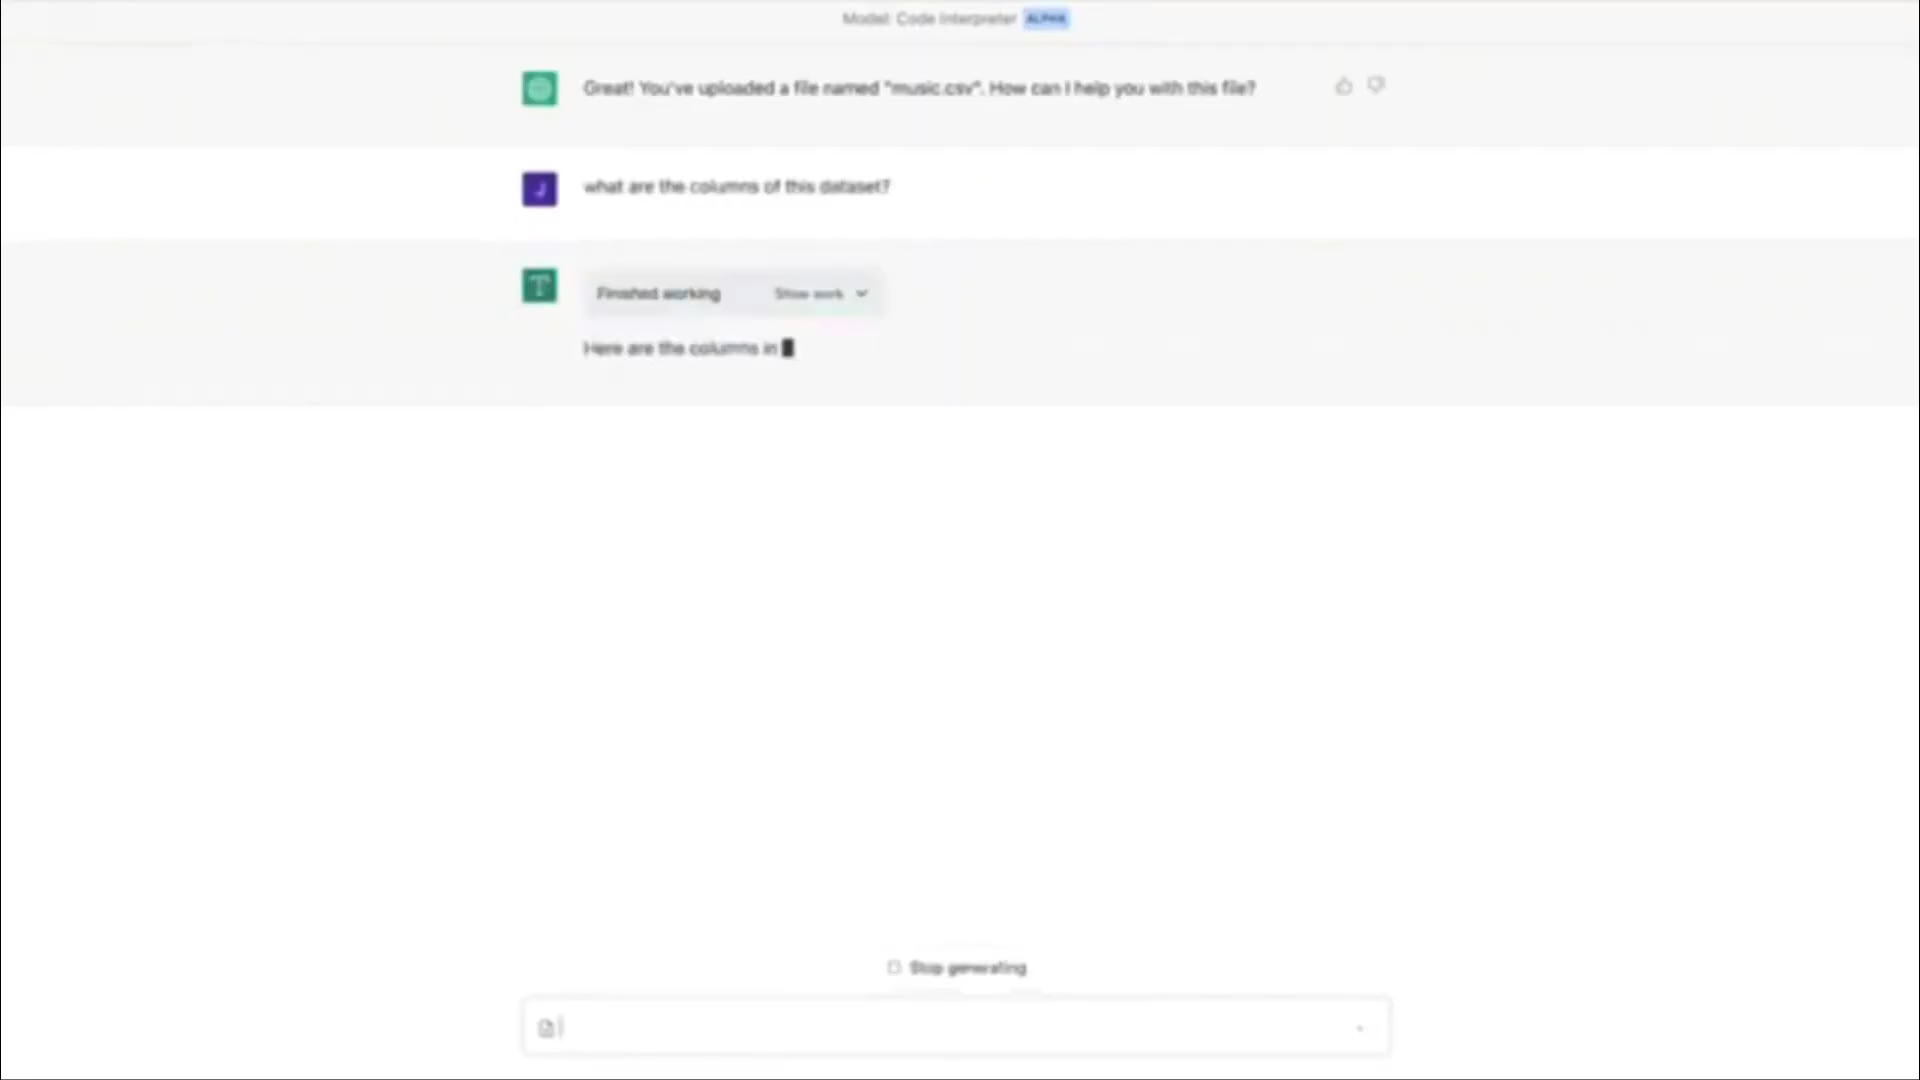 Model: Code Interpreter ALPHA
Great! You've uploaded a file named "music.csv". How can I help you with this file?
J
what are the columns of this dataset?
Finished working Show work
Here are the columns in
Stop generating